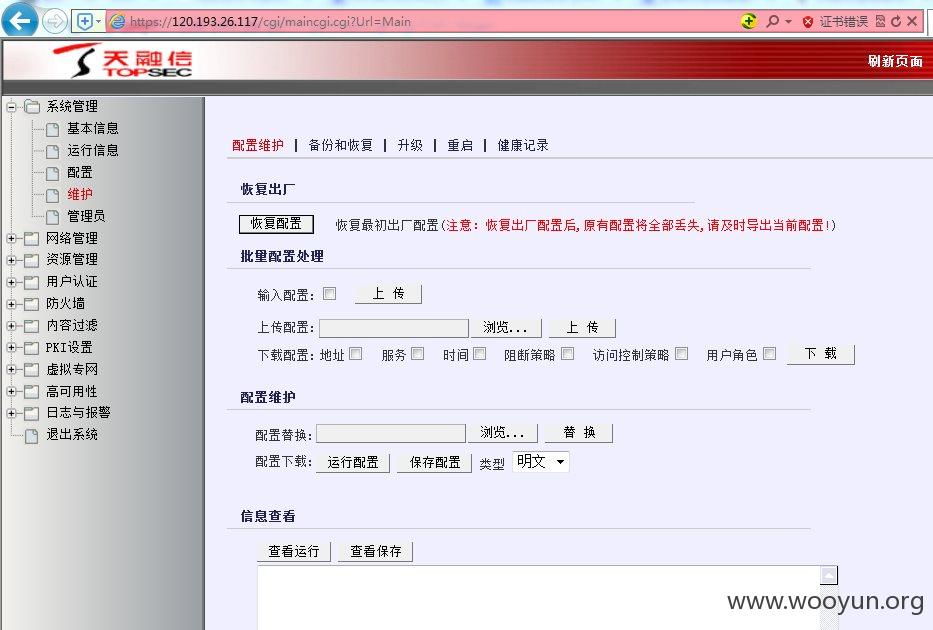 https://120.193.26.117/cgi/maincgi.cgi?Url=Main 证书错误
天融信
TOPSEC
刷新页面
系统管理
基本信息
运行信息
配置
维护
管理员
网络管理
资源管理
用户认证
防火墙
内容过滤
PKI设置
虚拟专网
高可用性
日志与报警
退出系统
配置维护 | 备份和恢复 | 升级 | 重启 | 健康记录
恢复出厂
恢复配置 恢复最初出厂配置(注意: 恢复出厂配置后,原有配置将全部丢失,请及时导出当前配置!)
批量配置处理
输入配置: 上 传
上传配置: 浏览... 上 传
下载配置: 地址 服务 时间 阻断策略 访问控制策略 用户角色 下 载
配置维护
配置替换: 浏览... 替 换
配置下载: 运行配置 保存配置 类型 明文
信息查看
查看运行 查看保存
www.wooyun.org